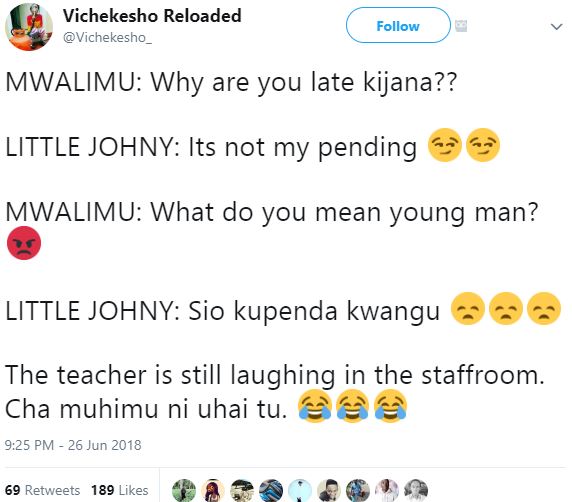 Vichekesho Reloaded
@Vichekesho_
Follow
MWALIMU: Why are you late kijana??
LITTLE JOHNY: Its not my pending 😏😏
MWALIMU: What do you mean young man?
😡
LITTLE JOHNY: Sio kupenda kwangu 😞😞😞
The teacher is still laughing in the staffroom.
Cha muhimu ni uhai tu. 😂😂😂
9:25 PM - 26 Jun 2018
69 Retweets 189 Likes